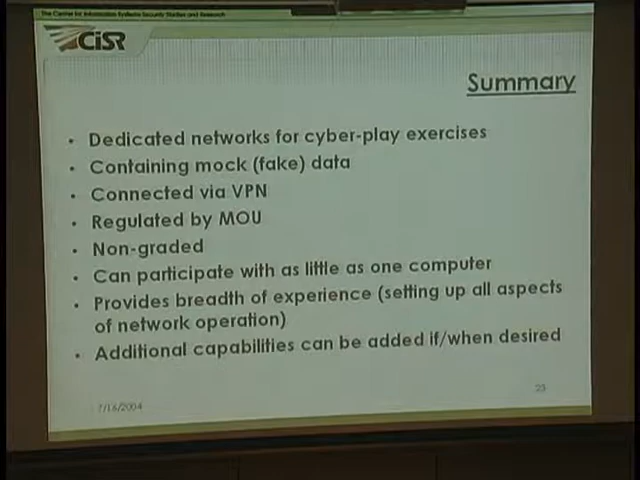 The Center for Information Systems Security Studies and Research
CISR
Summary
• Dedicated networks for cyber-play exercises
• Containing mock (fake) data
• Connected via VPN
• Regulated by MOU
• Non-graded
• Can participate with as little as one computer
• Provides breadth of experience (setting up all aspects
of network operation)
• Additional capabilities can be added if/when desired
7/16/2004
23